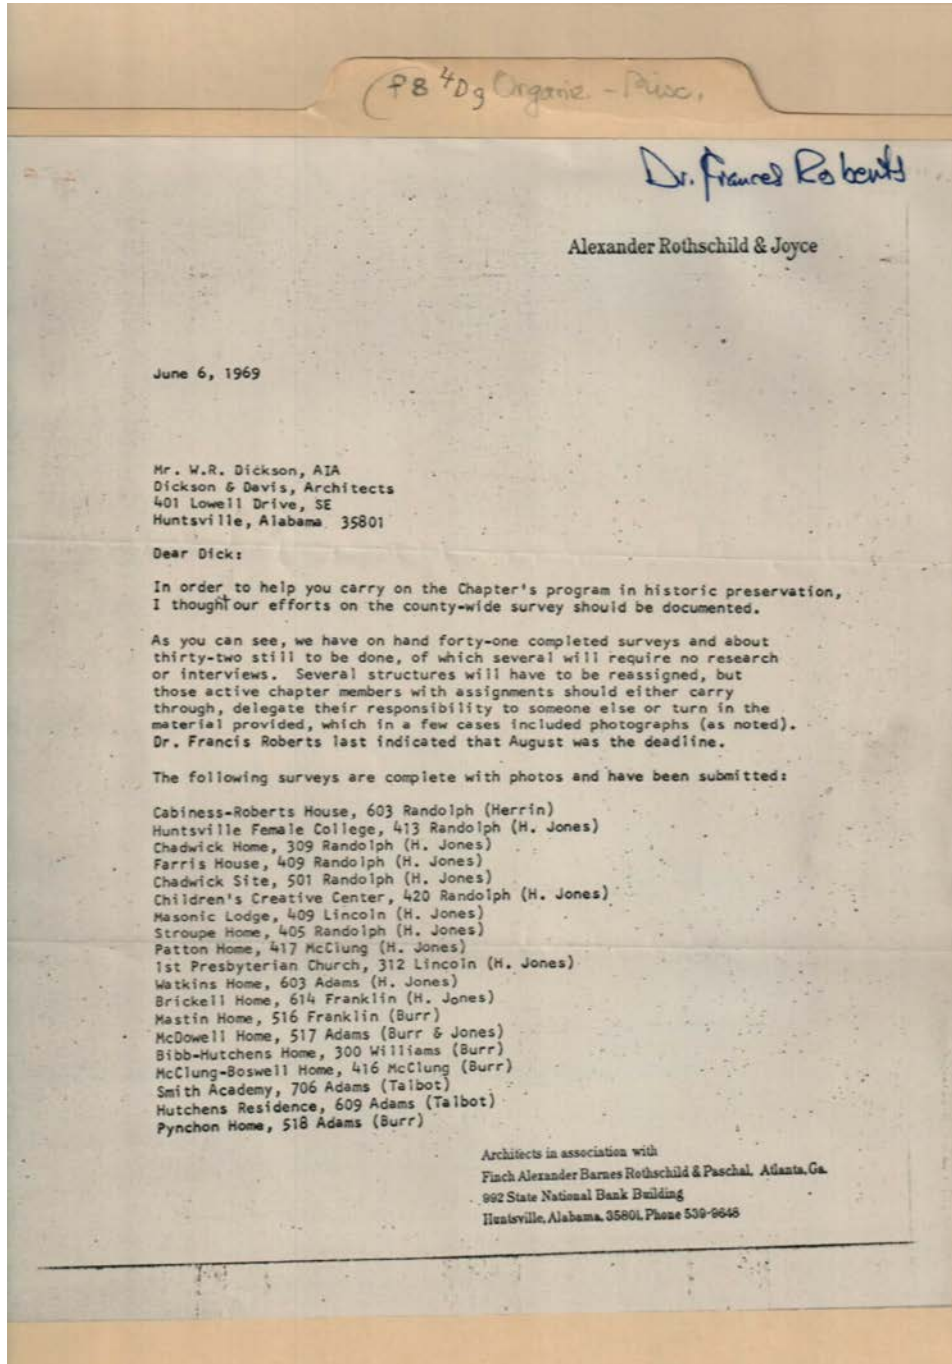 (FB 4Dg Organiz - Misc.
Dr. Frances Roberts
Alexander Rothschild & Joyce
June 6, 1969
Mr. W.R. Dickson, AIA
Dickson & Davis, Architects
401 Lowell Drive, SE
Huntsville, Alabama 35801
Dear Dick:
In order to help you carry on the Chapter's program in historic preservation,
I thought our efforts on the county-wide survey should be documented.
As you can see, we have on hand forty-one completed surveys and about
thirty-two still to be done, of which several will require no research
or interviews. Several structures will have to be reassigned, but
those active chapter members with assignments should either carry
through, delegate their responsibility to someone else or turn in the
material provided, which in a few cases included photographs (as noted).
Dr. Francis Roberts last indicated that August was the deadline.
The following surveys are complete with photos and have been submitted:
Cabiness-Roberts House, 603 Randolph (Herrin)
Huntsville Female College, 413 Randolph (H. Jones)
Chadwick Home, 309 Randolph (H. Jones)
Farris House, 409 Randolph (H. Jones)
Chadwick Site, 501 Randolph (H. Jones)
Children's Creative Center, 420 Randolph (H. Jones)
Masonic Lodge, 409 Lincoln (H. Jones)
Stroupe Home, 405 Randolph (H. Jones)
Patton Home, 417 McClung (H. Jones)
1st Presbyterian Church, 312 Lincoln (H. Jones)
Watkins Home, 603 Adams (H. Jones)
Brickell Home, 614 Franklin (H. Jones)
Mastin Home, 516 Franklin (Burr)
McDowell Home, 517 Adams (Burr & Jones)
Bibb-Hutchens Home, 300 Williams (Burr)
McClung-Boswell Home, 416 McClung (Burr)
Smith Academy, 706 Adams (Talbot)
Hutchens Residence, 609 Adams (Talbot)
Pynchon Home, 518 Adams (Burr)
Architects in association with
Finch Alexander Barnes Rothschild & Paschal, Atlanta, Ga.
992 State National Bank Building
Huntsville, Alabama, 35801, Phone 539-9648